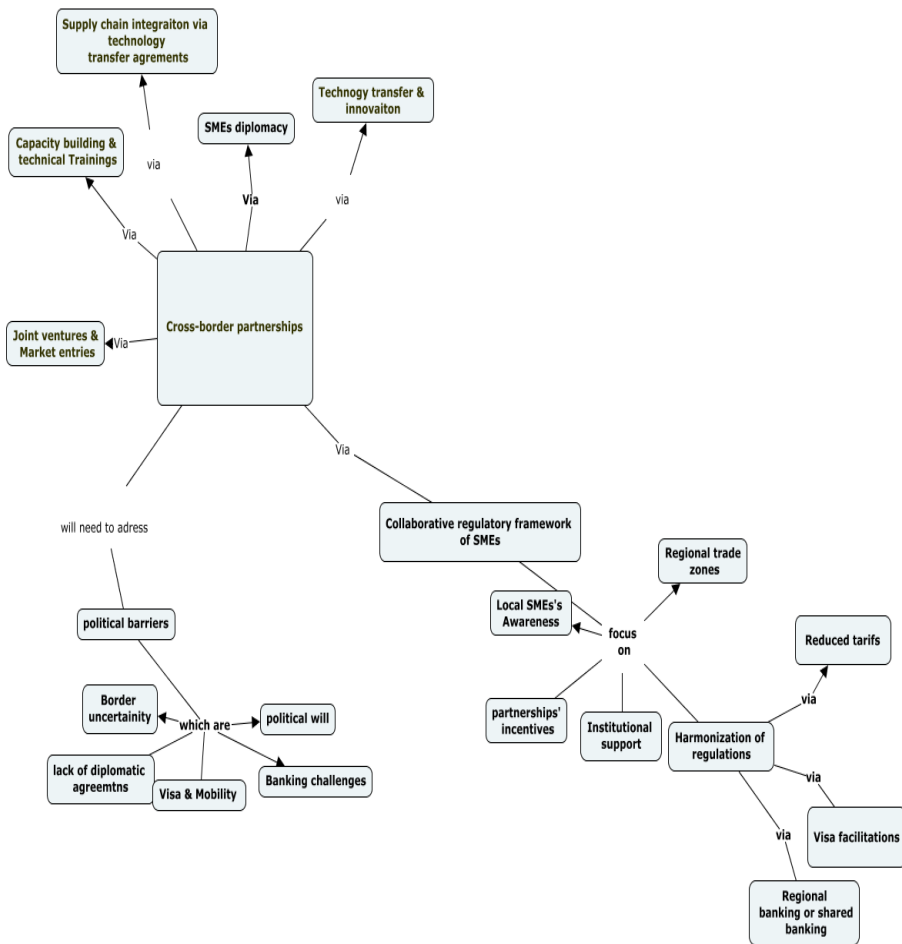 Supply chain integraiton via
technology
transfer agrements
Technogy transfer &
innovaiton
SMEs diplomacy
Capacity building &
technical Trainings
via
Via
via
Via
Cross-border partnerships
Joint ventures &
Market entries
Via
Via
will need to adress
Collaborative regulatory framework
of SMEs
Regional trade
zones
Local SMEs's
Awareness
focus
on
political barriers
Reduced tarifs
Border
uncertainity
which are
political will
via
partnerships'
incentives
Institutional
support
Harmonization of
regulations
lack of diplomatic
agreemtns
Visa & Mobility
Banking challenges
via
via
Visa facilitations
Regional
banking or shared
banking